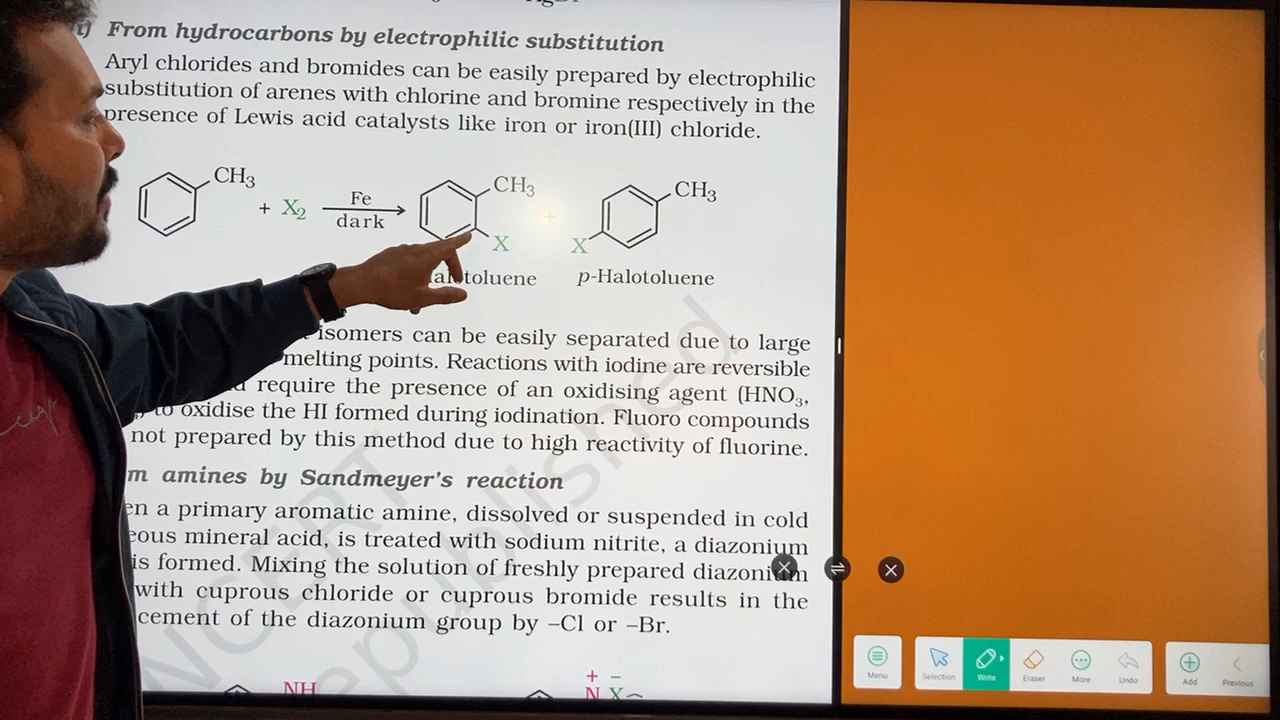 From hydrocarbons by electrophilic substitution
Aryl chlorides and bromides can be easily prepared by electrophilic
substitution of arenes with chlorine and bromine respectively in the
presence of Lewis acid catalysts like iron or iron(III) chloride.
CH3 + X2 Fe dark CH3 X + CH3 X
toluene p-Halotoluene
isomers can be easily separated due to large
melting points. Reactions with iodine are reversible
require the presence of an oxidising agent (HNO3,
to oxidise the HI formed during iodination. Fluoro compounds
not prepared by this method due to high reactivity of fluorine.
amines by Sandmeyer's reaction
a primary aromatic amine, dissolved or suspended in cold
mineral acid, is treated with sodium nitrite, a diazonium
is formed. Mixing the solution of freshly prepared diazonium
with cuprous chloride or cuprous bromide results in the
of the diazonium group by –Cl or –Br.
NH
+ –
N X
NCERT
republished
Menu
Selection
Write
Eraser
More
Undo
Add
Previous